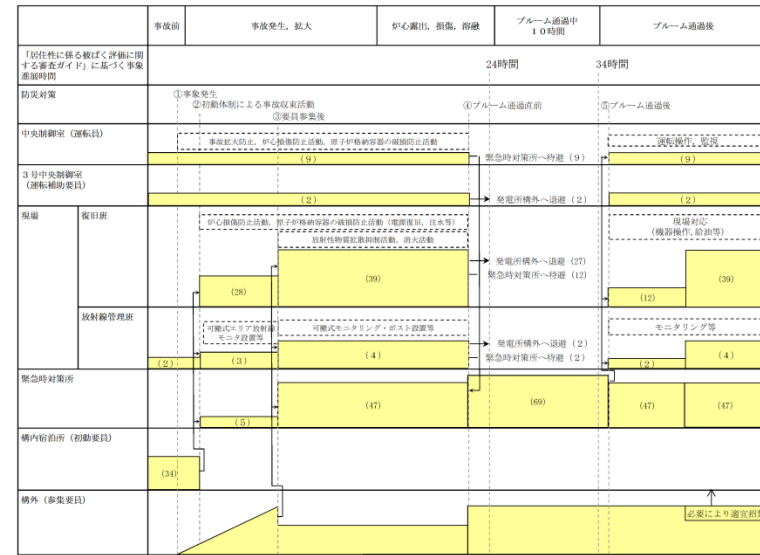 事故前
事故発生，拡大
炉心露出，損傷，溶融
プルーム通過中
１０時間
プルーム通過後
「居住性に係る被ばく評価に関
する審査ガイド」に基づく事象
進展時間
24時間
34時間
防災対策
①事象発生
②初動体制による事故収束活動
③要員参集後
④プルーム通過直前
⑤プルーム通過後
中央制御室（運転員）
事故拡大防止，炉心損傷防止活動，原子炉格納容器の破損防止活動
運転操作，監視
(9)
緊急時対策所へ待避（9）
(9)
３号中央制御室
（運転補助要員）
(2)
発電所構外へ退避（2）
(2)
現場
復旧班
炉心損傷防止活動，原子炉格納容器の破損防止活動（電源復旧，注水等）
放射性物質拡散抑制活動，消火活動
現場対応
（機器操作，給油等）
(28)
(39)
発電所構外へ退避（27）
緊急時対策所へ待避（12）
(12)
(39)
放射線管理班
可搬式エリア放射線
モニタ設置等
可搬式モニタリング・ポスト設置等
モニタリング等
(2)
(3)
(4)
発電所構外へ退避（2）
緊急時対策所へ待避（2）
(2)
(4)
緊急時対策所
(5)
(47)
(69)
(47)
(47)
構内宿泊所（初動要員）
(34)
構外（参集要員）
必要により適宜招集